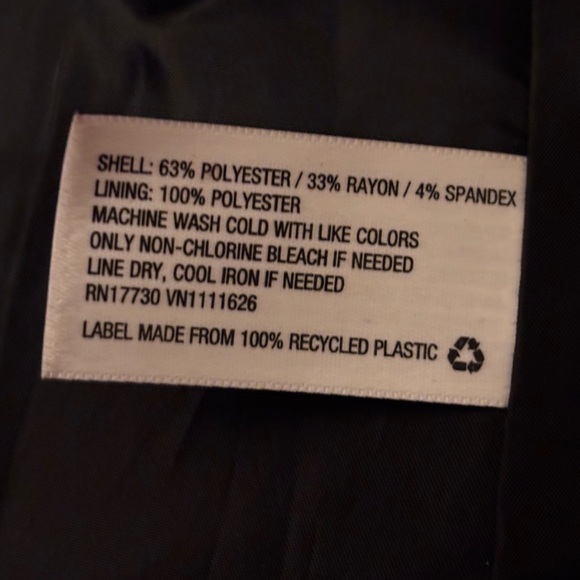 SHELL: 63% POLYESTER / 33% RAYON / 4% SPANDEX
LINING: 100% POLYESTER
MACHINE WASH COLD WITH LIKE COLORS
ONLY NON-CHLORINE BLEACH IF NEEDED
LINE DRY, COOL IRON IF NEEDED
RN17730 VN1111626
LABEL MADE FROM 100% RECYCLED PLASTIC